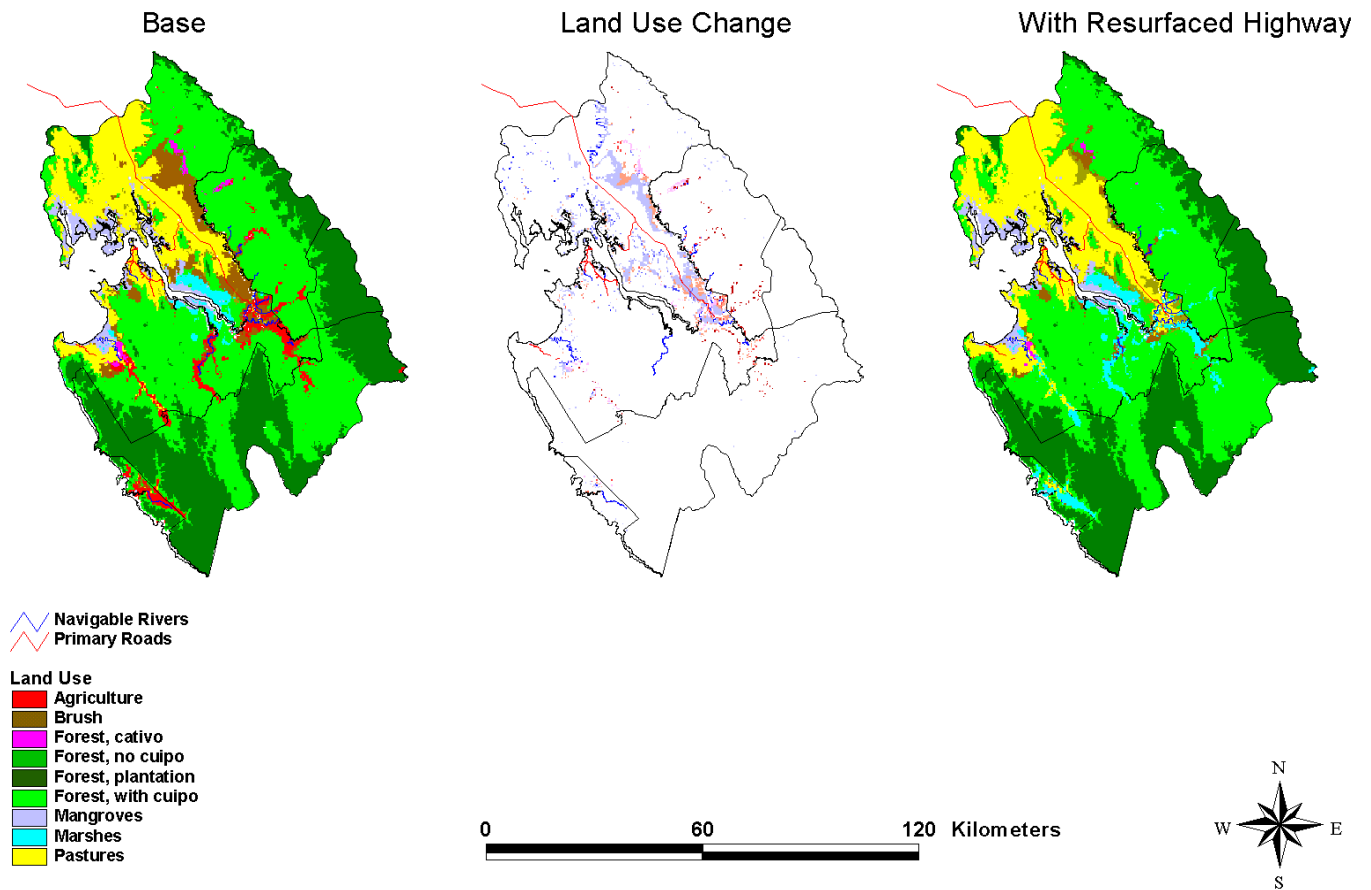 Base
Land Use Change
With Resurfaced Highway
Navigable Rivers
Primary Roads
Land Use
Agriculture
Brush
Forest, cativo
Forest, no cuipo
Forest, plantation
Forest, with cuipo
Mangroves
Marshes
Pastures
0 60 120 Kilometers
N
W E
S